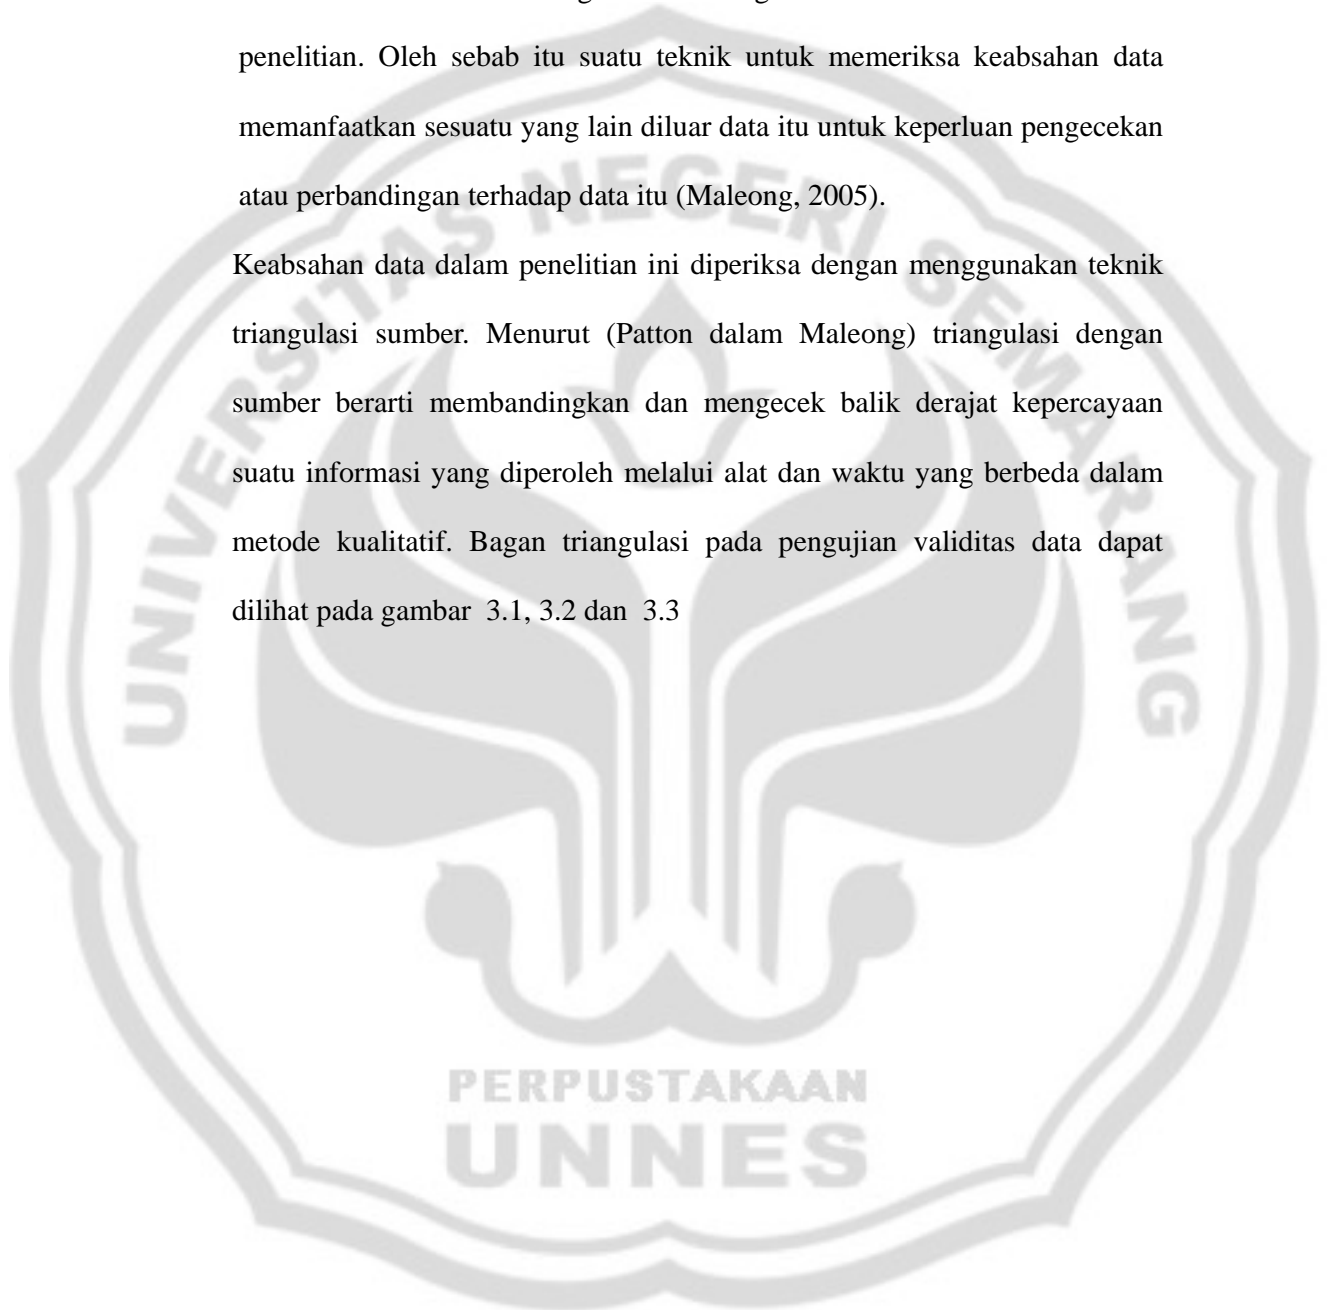 penelitian. Oleh sebab itu suatu teknik untuk memeriksa keabsahan data
memanfaatkan sesuatu yang lain diluar data itu untuk keperluan pengecekan
atau perbandingan terhadap data itu (Maleong, 2005).
Keabsahan data dalam penelitian ini diperiksa dengan menggunakan teknik
triangulasi sumber. Menurut (Patton dalam Maleong) triangulasi dengan
sumber berarti membandingkan dan mengecek balik derajat kepercayaan
suatu informasi yang diperoleh melalui alat dan waktu yang berbeda dalam
metode kualitatif. Bagan triangulasi pada pengujian validitas data dapat
dilihat pada gambar 3.1, 3.2 dan 3.3
UNIVERSITAS NEGERI SEMARANG
PERPUSTAKAAN
UNNES